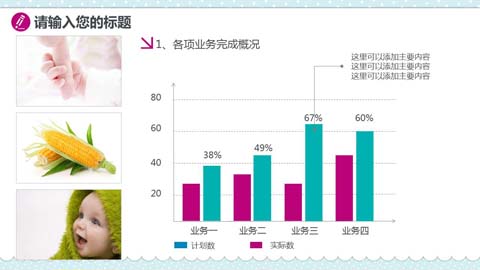 请输入您的标题
1、各项业务完成概况
这里可以添加主要内容
这里可以添加主要内容
这里可以添加主要内容
80
60
40
20
38%
49%
67%
60%
业务一
业务二
业务三
业务四
计划数
实际数